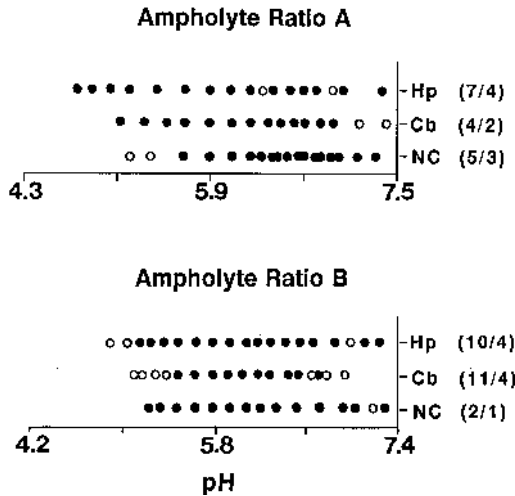 Ampholyte Ratio A
Hp (7/4)
Cb (4/2)
NC (5/3)
4.3 5.9 7.5
Ampholyte Ratio B
Hp (10/4)
Cb (11/4)
NC (2/1)
4.2 5.8 7.4
pH